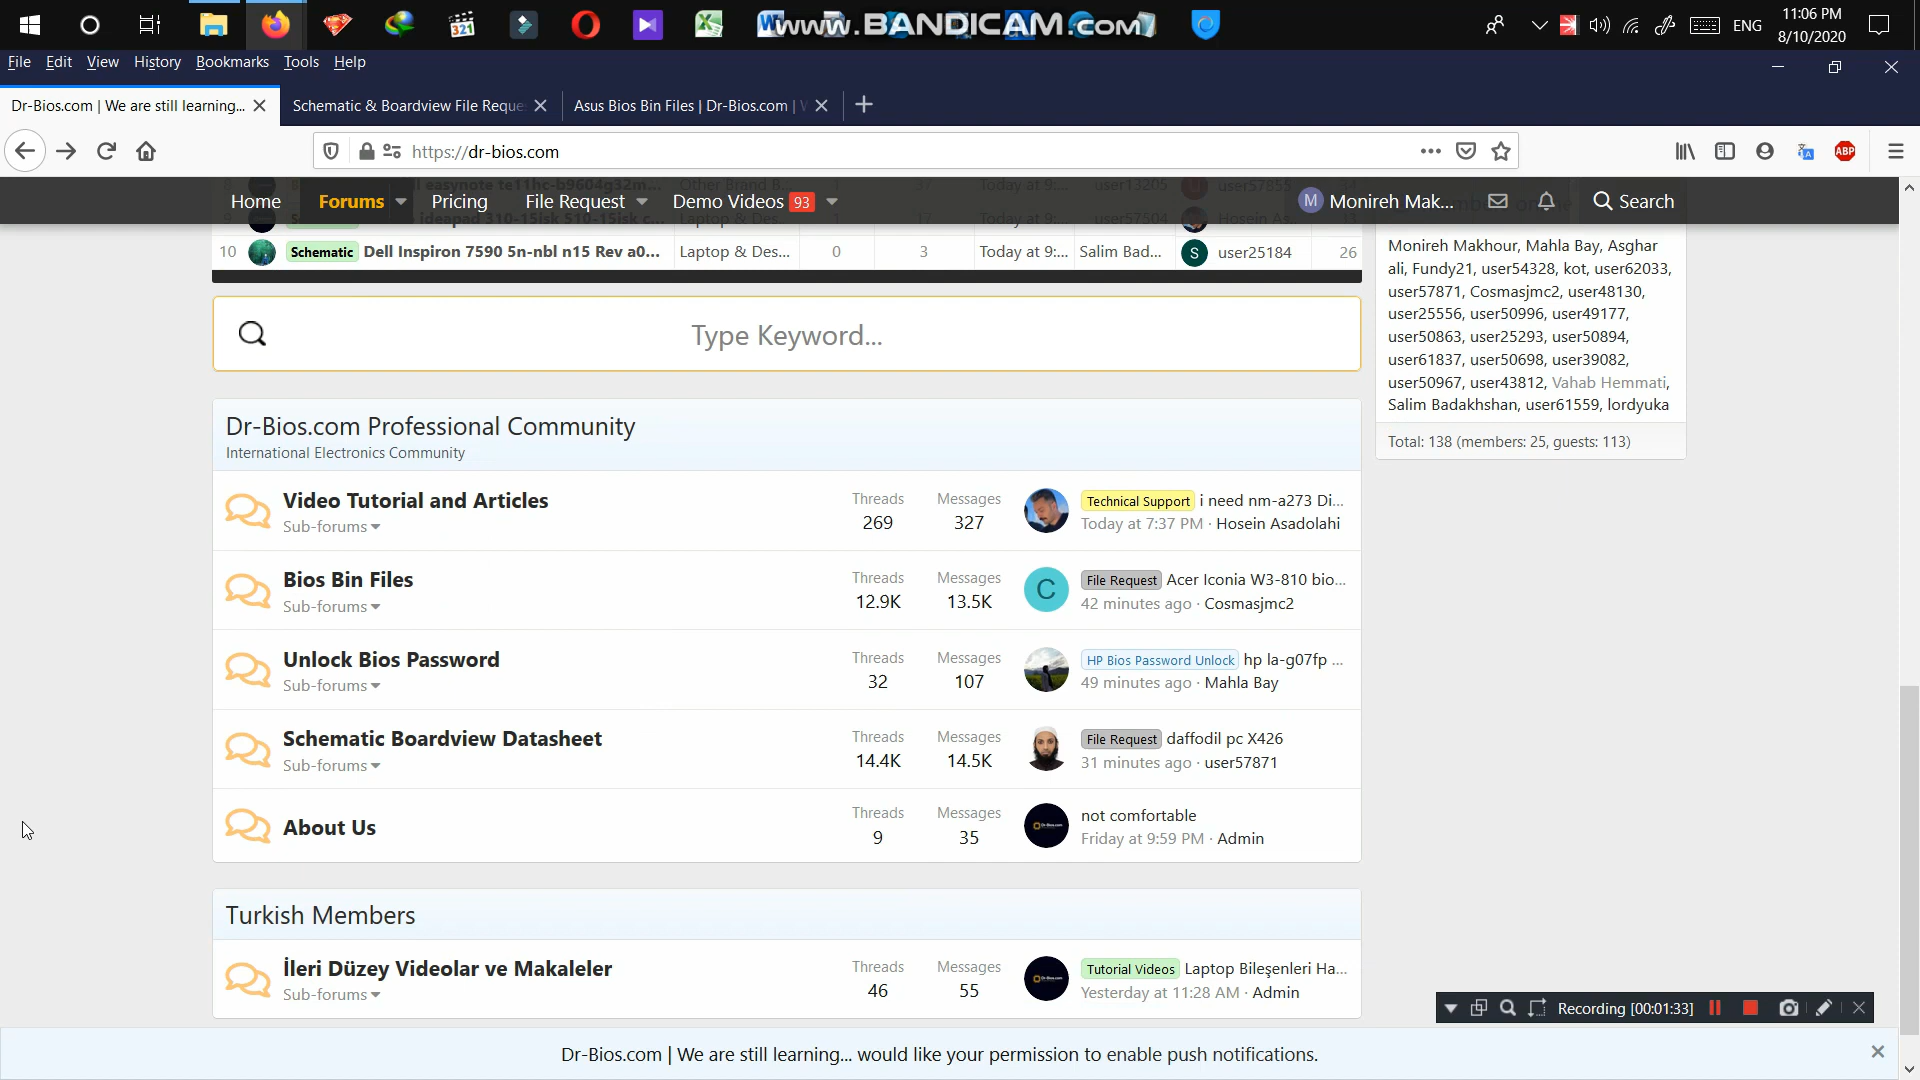 www.BANDICAM.com
ENG
11:06 PM
8/10/2020
File Edit View History Bookmarks Tools Help
Dr-Bios.com | We are still learning...
Schematic & Boardview File Reque
Asus Bios Bin Files | Dr-Bios.com |
https://dr-bios.com
ABP
Home Forums Pricing File Request Demo Videos 93 M Monireh Mak... Search
10 Schematic Dell Inspiron 7590 5n-nbl n15 Rev a0... Laptop & Des... 0 3 Today at 9:... Salim Bad... S user25184 26
Type Keyword...
Monireh Makhour, Mahla Bay, Asghar
ali, Fundy21, user54328, kot, user62033,
user57871, Cosmasjmc2, user48130,
user25556, user50996, user49177,
user50863, user25293, user50894,
user61837, user50698, user39082,
user50967, user43812, Vahab Hemmati,
Salim Badakhshan, user61559, lordyuka
Total: 138 (members: 25, guests: 113)
Dr-Bios.com Professional Community
International Electronics Community
Video Tutorial and Articles
Sub-forums
Threads
269
Messages
327
Technical Support i need nm-a273 Di...
Today at 7:37 PM · Hosein Asadolahi
Bios Bin Files
Sub-forums
Threads
12.9K
Messages
13.5K
C
File Request Acer Iconia W3-810 bio...
42 minutes ago · Cosmasjmc2
Unlock Bios Password
Sub-forums
Threads
32
Messages
107
HP Bios Password Unlock hp la-g07fp ...
49 minutes ago · Mahla Bay
Schematic Boardview Datasheet
Sub-forums
Threads
14.4K
Messages
14.5K
File Request daffodil pc X426
31 minutes ago · user57871
About Us
Threads
9
Messages
35
not comfortable
Friday at 9:59 PM · Admin
Turkish Members
İleri Düzey Videolar ve Makaleler
Sub-forums
Threads
46
Messages
55
Tutorial Videos Laptop Bileşenleri Ha...
Yesterday at 11:28 AM · Admin
Recording [00:01:33]
Dr-Bios.com | We are still learning... would like your permission to enable push notifications.